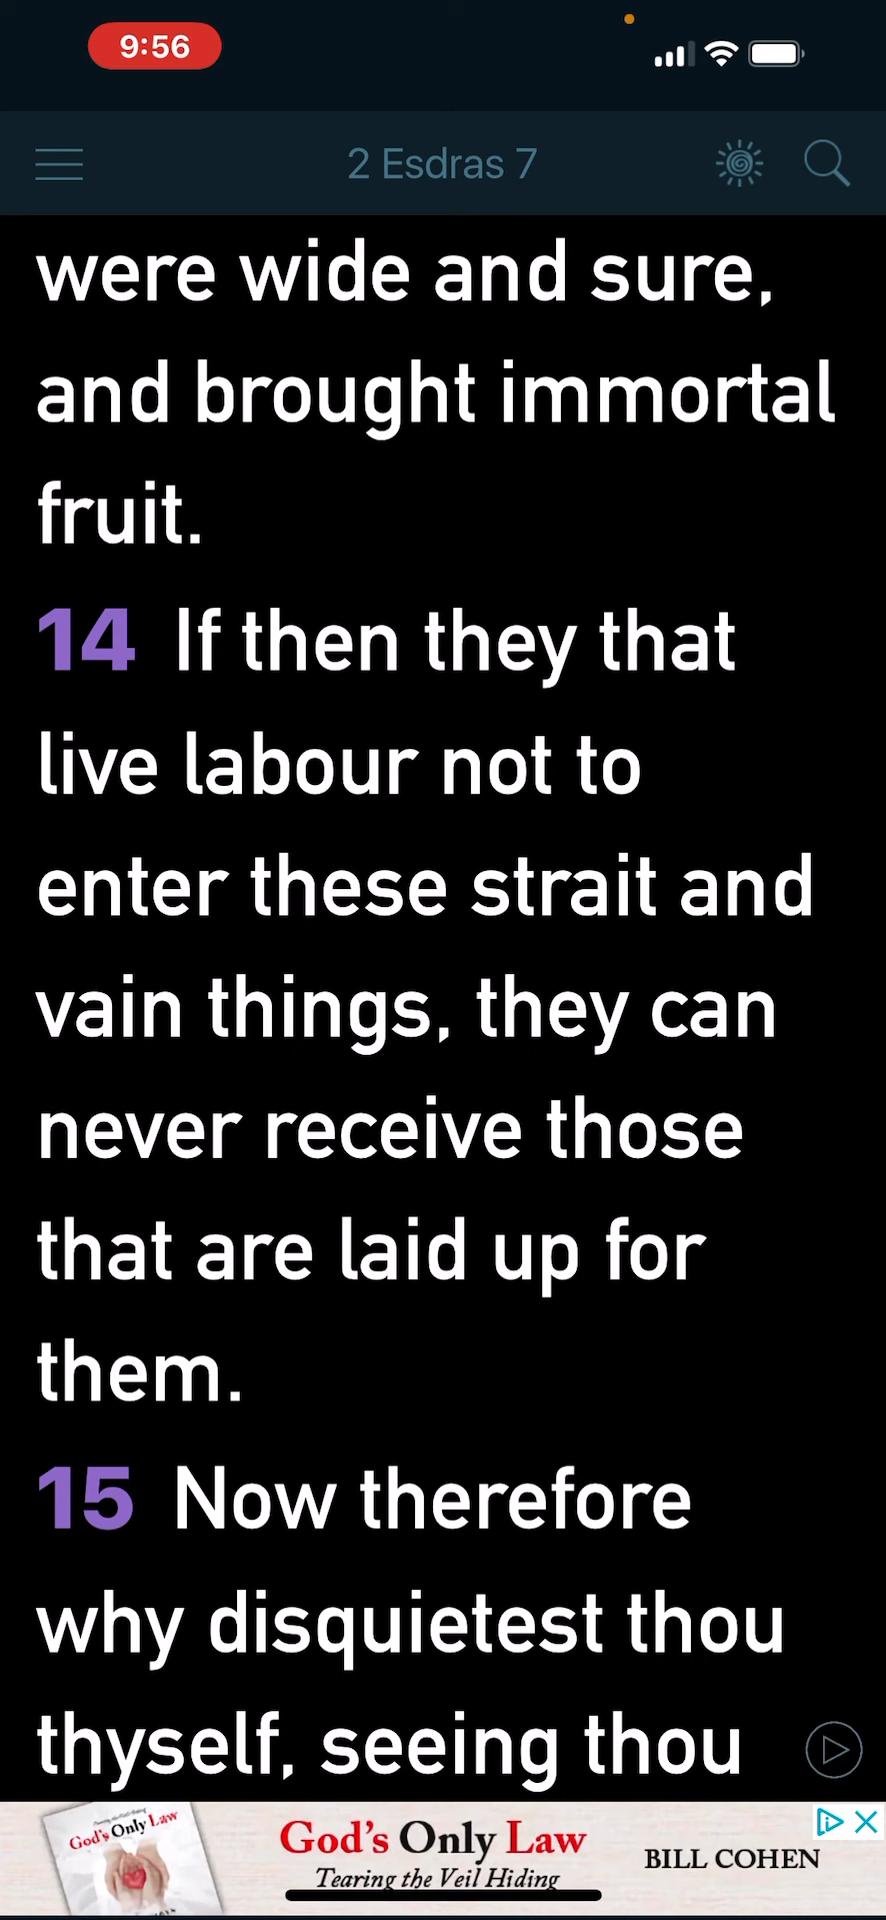 9:56
2 Esdras 7
were wide and sure,
and brought immortal
fruit.
14 If then they that
live labour not to
enter these strait and
vain things, they can
never receive those
that are laid up for
them.
15 Now therefore
why disquietest thou
thyself, seeing thou
God's Only Law
God's Only Law
Tearing the Veil Hiding
BILL COHEN